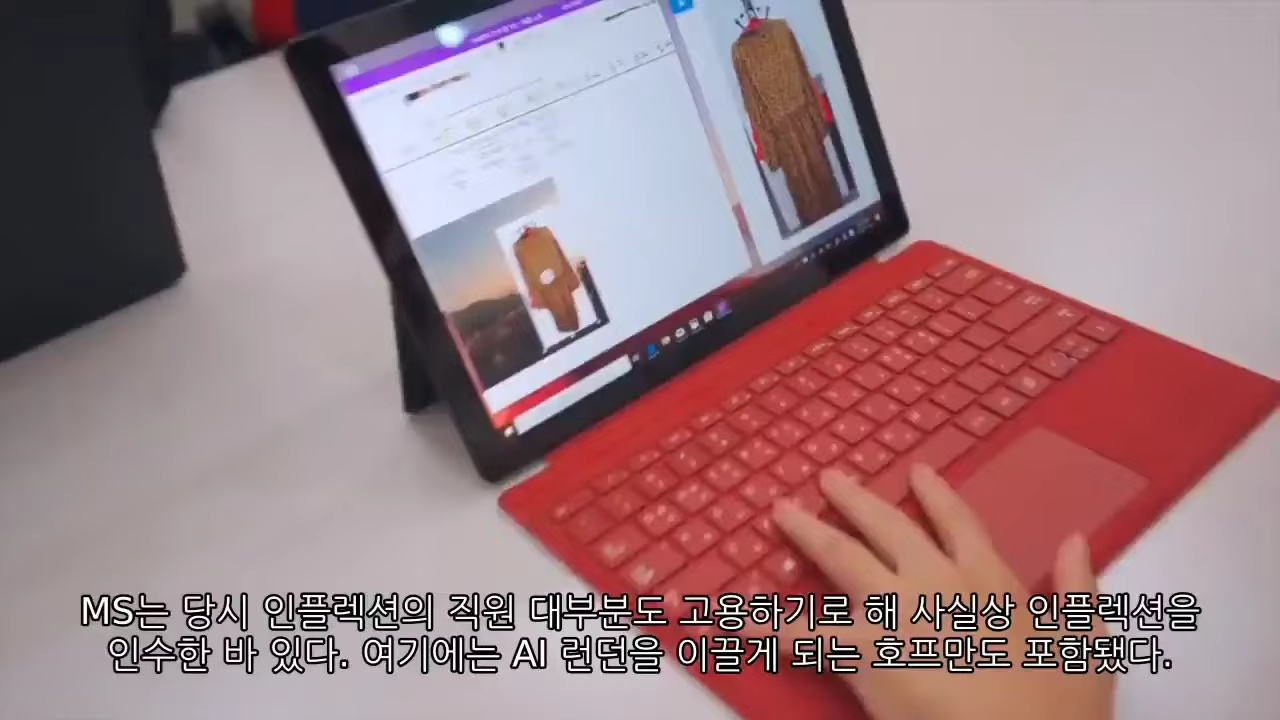 MS는 당시 인플렉션의 직원 대부분도 고용하기로 해 사실상 인플렉션을
인수한 바 있다. 여기에는 AI 런던을 이끌게 되는 호프만도 포함됐다.